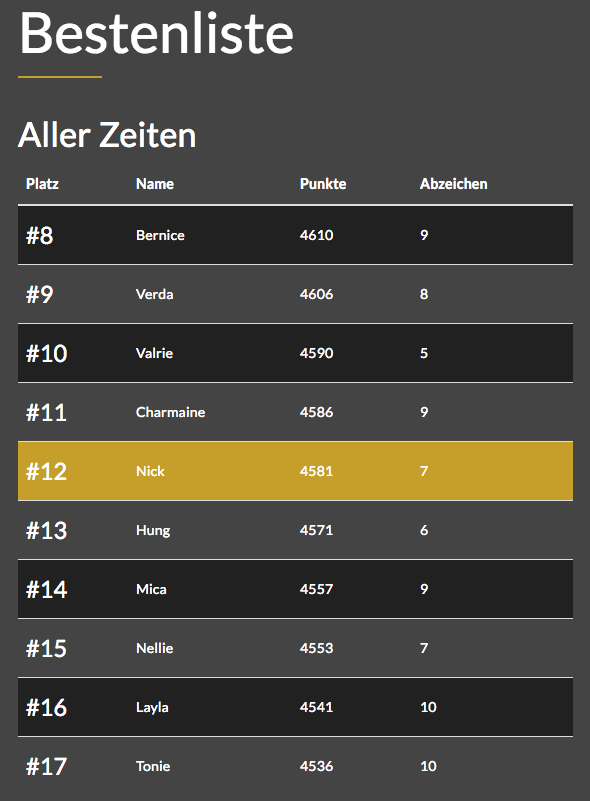 Bestenliste
Aller Zeiten
Platz Name Punkte Abzeichen
#8 Bernice 4610 9
#9 Verda 4606 8
#10 Valrie 4590 5
#11 Charmaine 4586 9
#12 Nick 4581 7
#13 Hung 4571 6
#14 Mica 4557 9
#15 Nellie 4553 7
#16 Layla 4541 10
#17 Tonie 4536 10